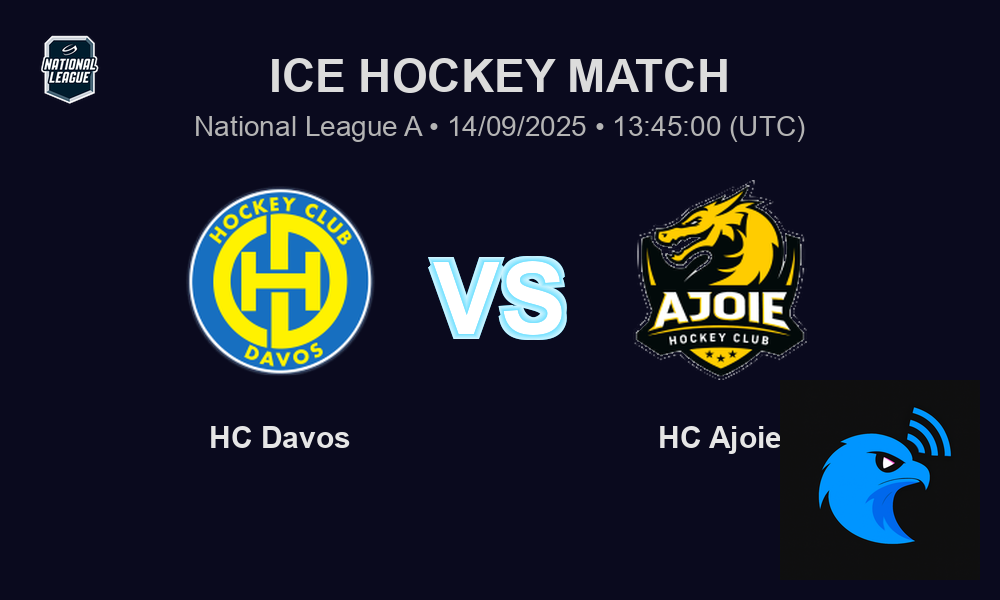 NATIONAL
LEAGUE
ICE HOCKEY MATCH
National League A • 14/09/2025 • 13:45:00 (UTC)
HOCKEY CLUB
HCD
DAVOS
VS
AJOIE
HOCKEY CLUB
HC Davos
HC Ajoie